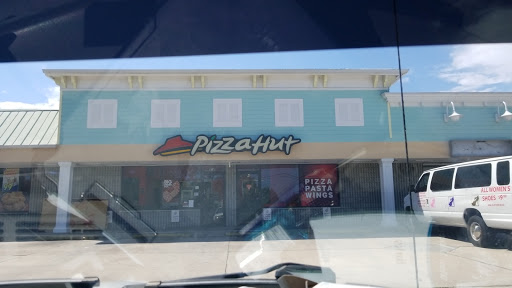 Pizza Hut
PIZZA
PASTA
WINGS
ALL WOMEN'S
SHOES